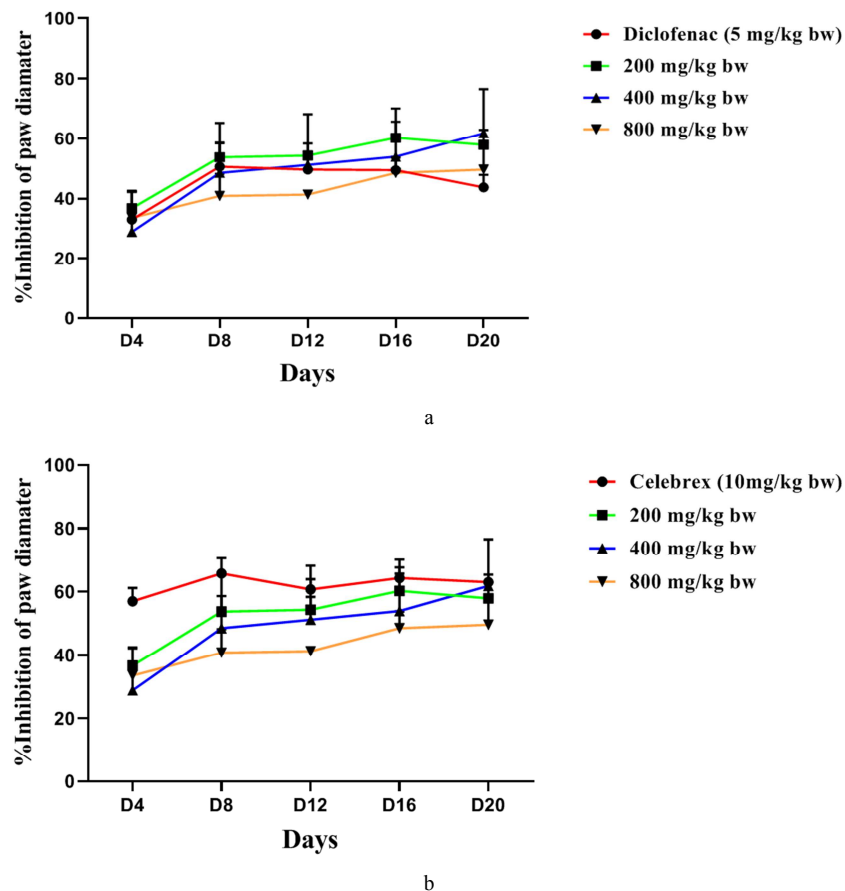 100
80
60
40
20
0
%Inhibition of paw diamater
D4 D8 D12 D16 D20
Days
Diclofenac (5 mg/kg bw)
200 mg/kg bw
400 mg/kg bw
800 mg/kg bw
a
100
80
60
40
20
0
%Inhibition of paw diamater
D4 D8 D12 D16 D20
Days
Celebrex (10mg/kg bw)
200 mg/kg bw
400 mg/kg bw
800 mg/kg bw
b